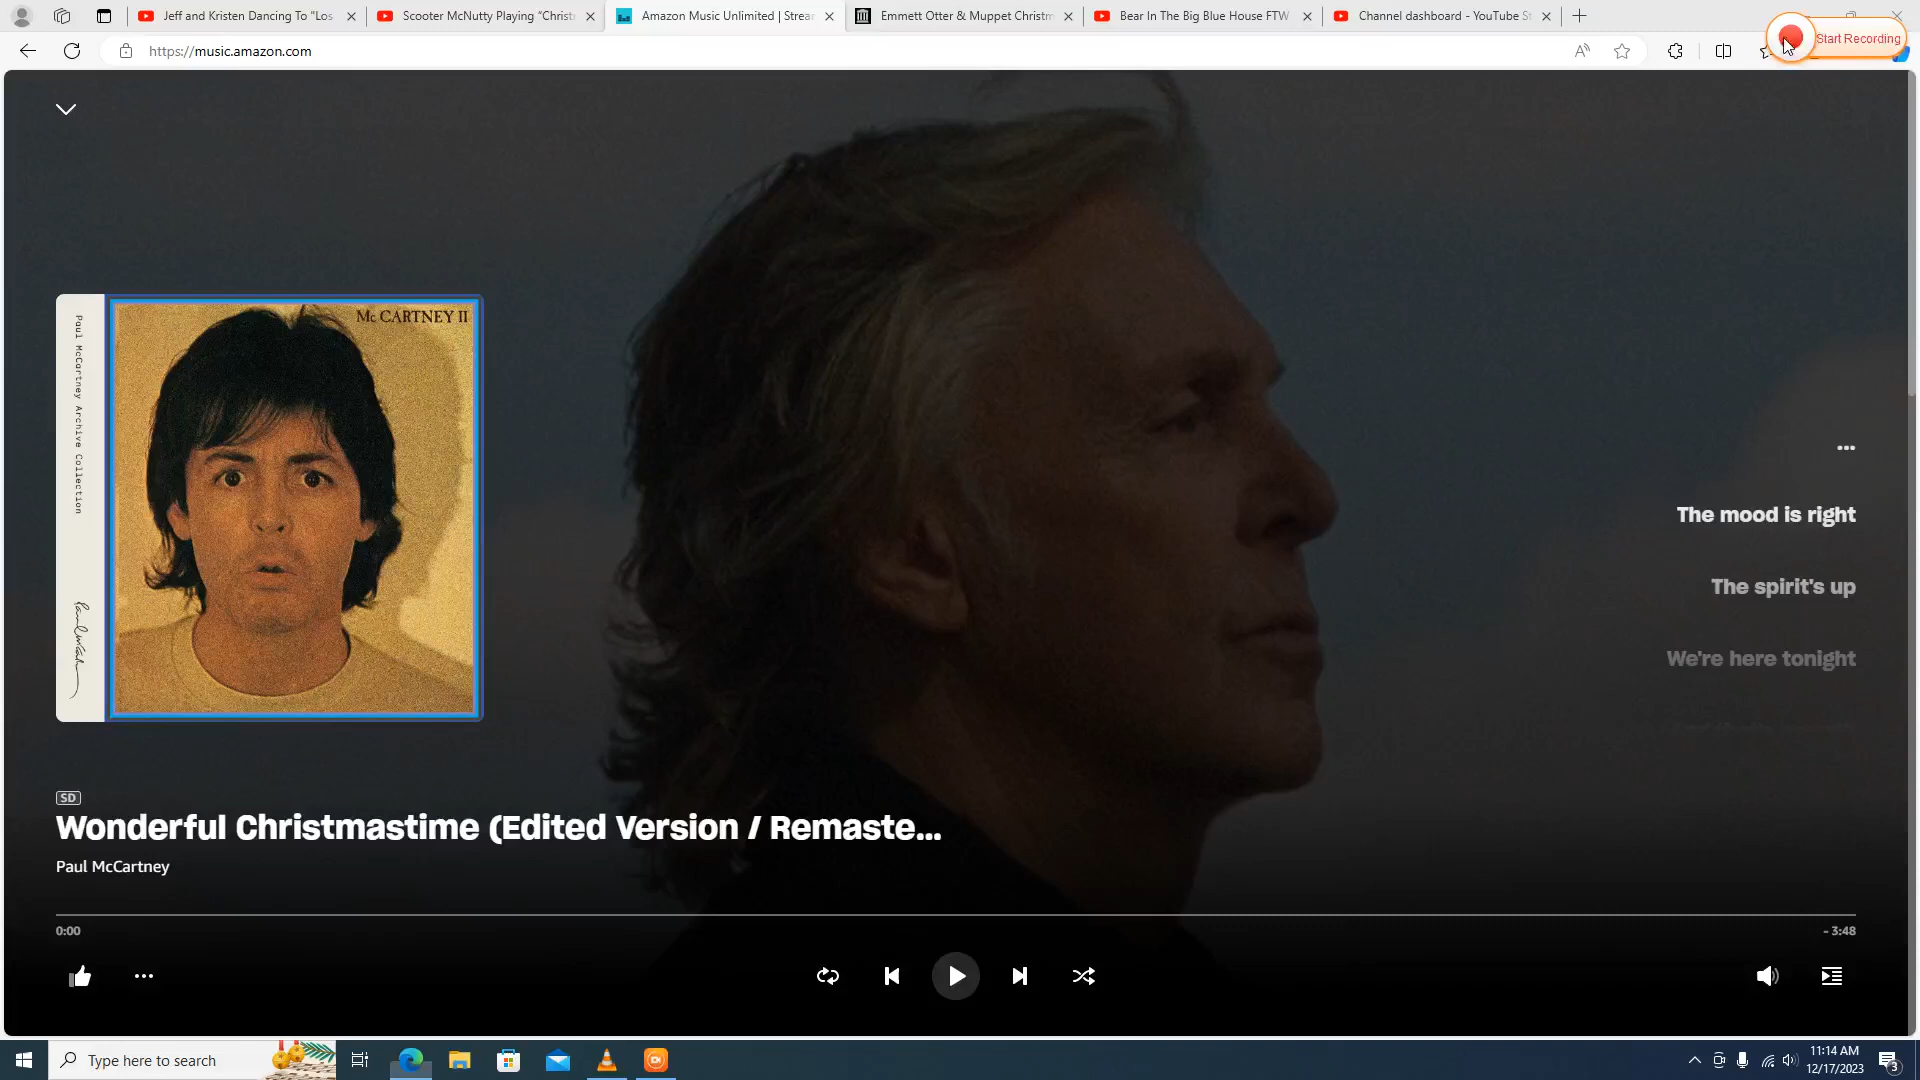 Jeff and Kristen Dancing To "Los
Scooter McNutty Playing "Christ
Amazon Music Unlimited | Strea
Emmett Otter & Muppet Christm
Bear In The Big Blue House FTW
Channel dashboard - YouTube St
https://music.amazon.com
Start Recording
Paul McCartney Archive Collection
Mc CARTNEY II
The mood is right
The spirit's up
We're here tonight
SD
Wonderful Christmastime (Edited Version / Remaste...
Paul McCartney
0:00
- 3:48
Type here to search
11:14 AM
12/17/2023
3